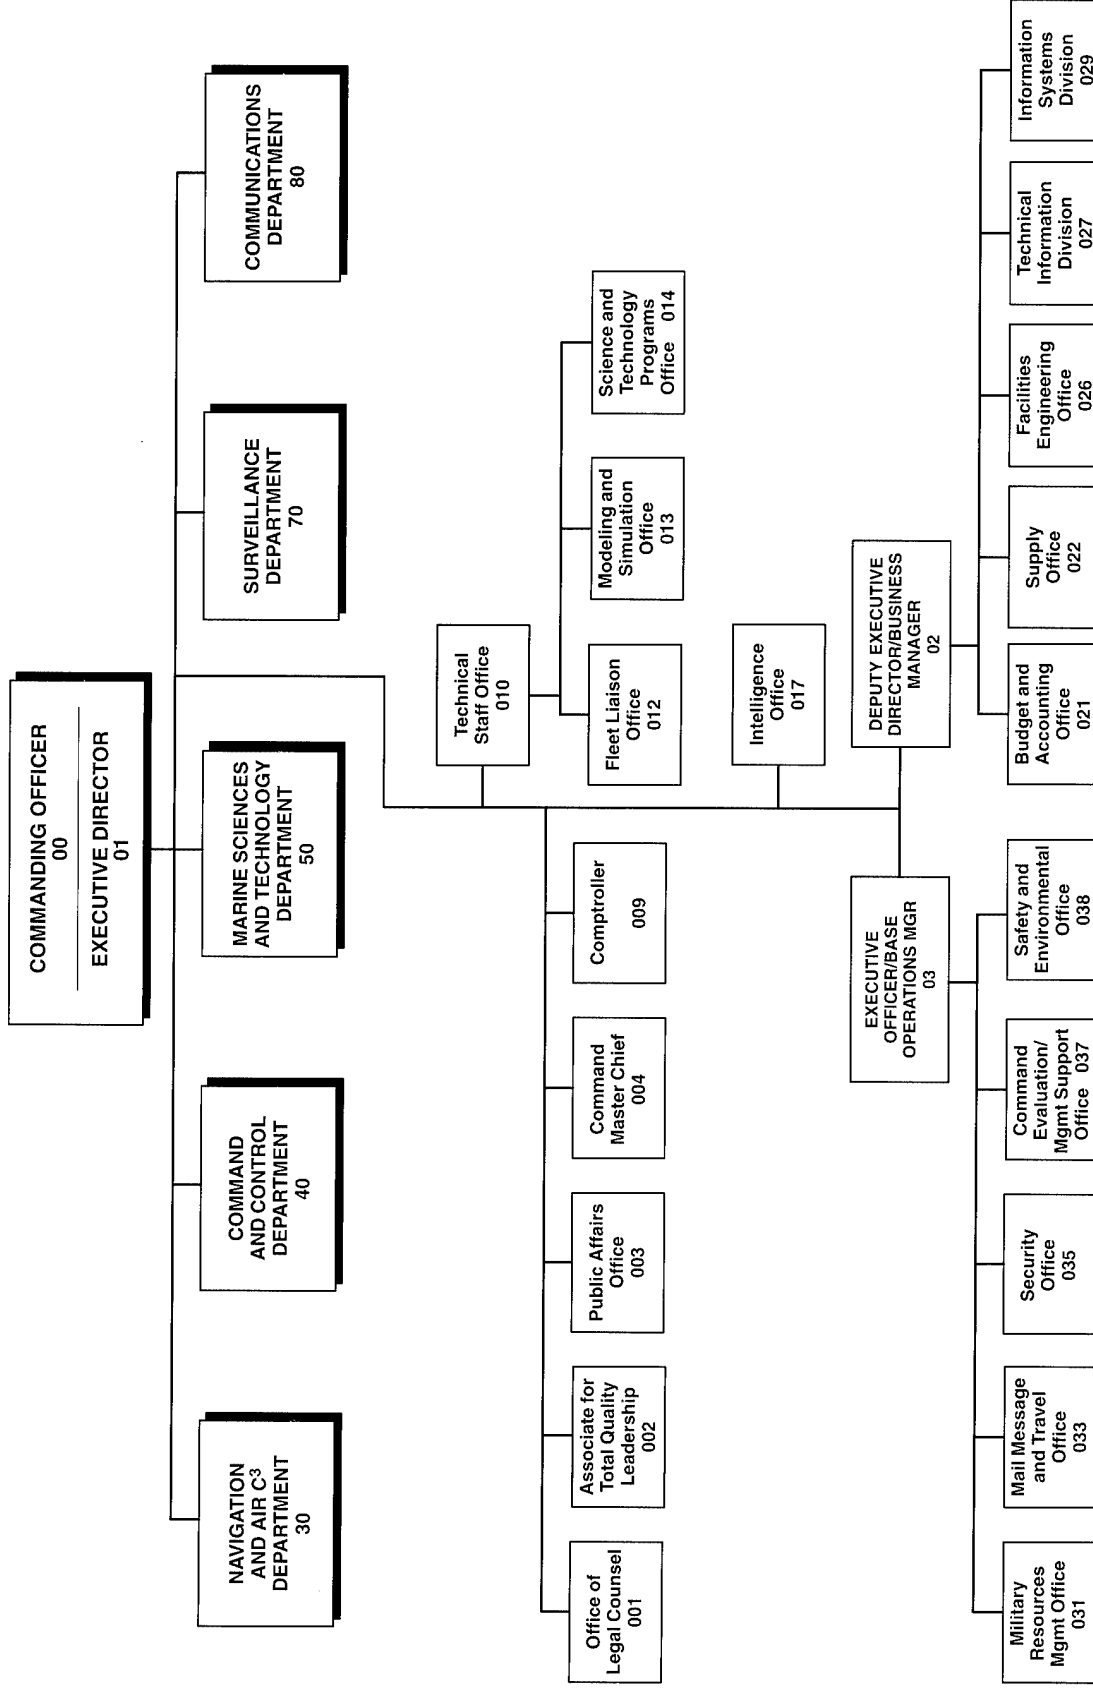 COMMANDING OFFICER
00
EXECUTIVE DIRECTOR
01
NAVIGATION
AND AIR C³
DEPARTMENT
30
COMMAND
AND CONTROL
DEPARTMENT
40
MARINE SCIENCES
AND TECHNOLOGY
DEPARTMENT
50
SURVEILLANCE
DEPARTMENT
70
COMMUNICATIONS
DEPARTMENT
80
Technical
Staff Office
010
Fleet Liaison
Office
012
Modeling and
Simulation
Office
013
Science and
Technology
Programs
Office 014
Office of
Legal Counsel
001
Associate for
Total Quality
Leadership
002
Public Affairs
Office
003
Command
Master Chief
004
Comptroller
009
Intelligence
Office
017
EXECUTIVE
OFFICER/BASE
OPERATIONS MGR
03
DEPUTY EXECUTIVE
DIRECTOR/BUSINESS
MANAGER
02
Military
Resources
Mgmt Office
031
Mail Message
and Travel
Office
033
Security
Office
035
Command
Evaluation/
Mgmt Support
Office 037
Safety and
Environmental
Office
038
Budget and
Accounting
Office
021
Supply
Office
022
Facilities
Engineering
Office
026
Technical
Information
Division
027
Information
Systems
Division
029